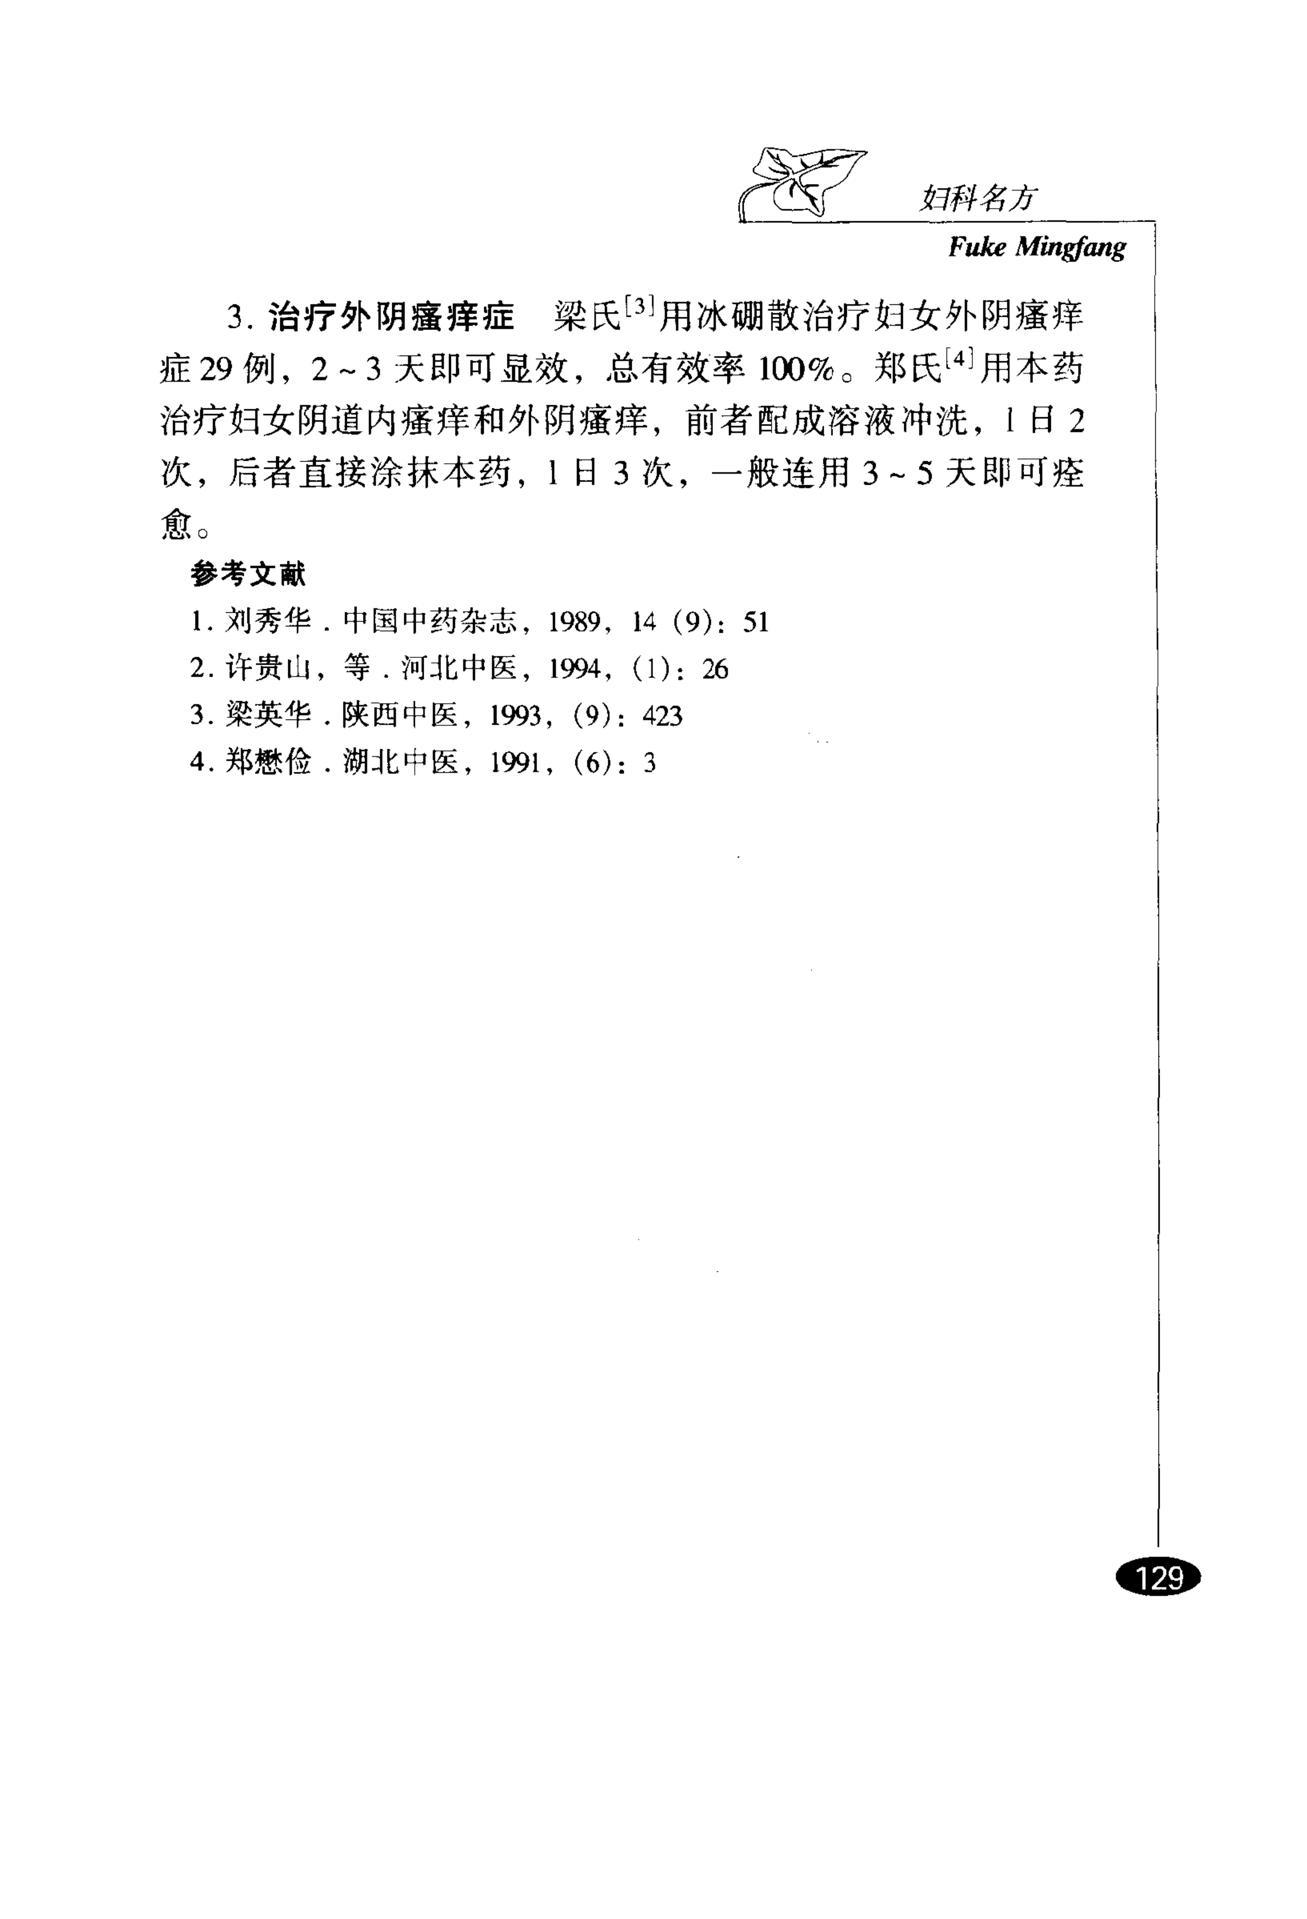 妇科名方
Fuke Mingfang
3. 治疗外阴瘙痒症 梁氏[3]用冰硼散治疗妇女外阴瘙痒
症29例，2～3天即可显效，总有效率100%。郑氏[4]用本药
治疗妇女阴道内瘙痒和外阴瘙痒，前者配成溶液冲洗，1日2
次，后者直接涂抹本药，1日3次，一般连用3～5天即可痊
愈。
参考文献
1. 刘秀华．中国中药杂志，1989，14（9）：51
2. 许贵山，等．河北中医，1994，（1）：26
3. 梁英华．陕西中医，1993，（9）：423
4. 郑懋俭．湖北中医，1991，（6）：3
129